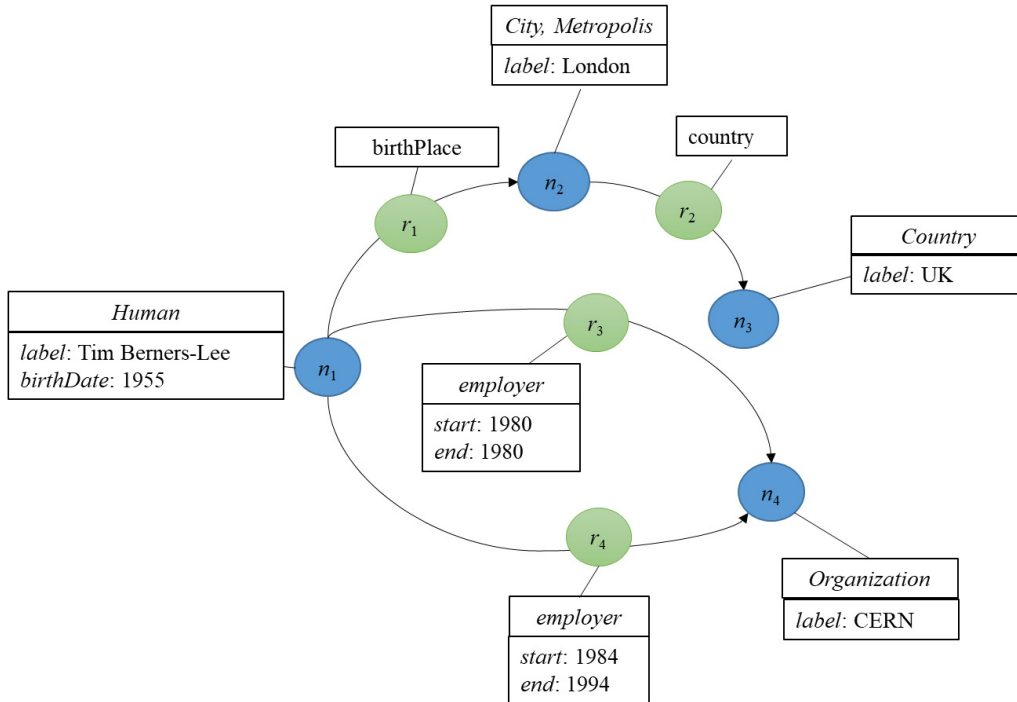 City, Metropolis
label: London
birthPlace
country
n2
r1
r2
Country
label: UK
Human
label: Tim Berners-Lee
birthDate: 1955
n1
r3
n3
employer
start: 1980
end: 1980
n4
r4
Organization
label: CERN
employer
start: 1984
end: 1994